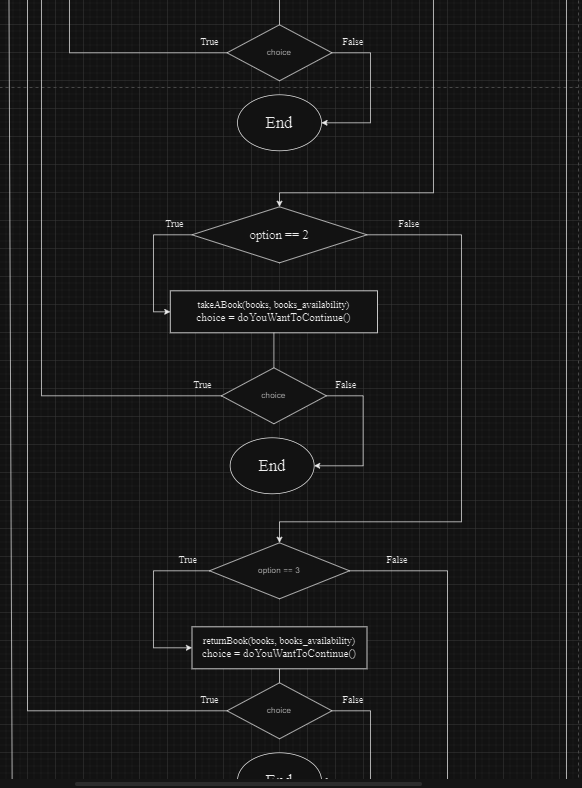 True
False
choice
End
True
False
option == 2
takeABook(books, books_availability)
choice = doYouWantToContinue()
True
False
choice
End
True
False
option == 3
returnBook(books, books_availability)
choice = doYouWantToContinue()
True
False
choice
End